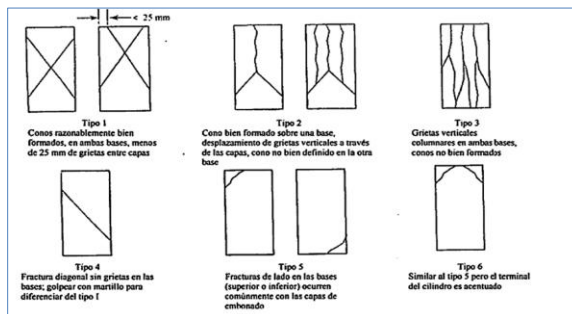 < 25 mm
Tipo 1
Conos razonablemente bien
formados, en ambas bases, menos
de 25 mm de grietas entre capas
Tipo 2
Cono bien formado sobre una base,
desplazamiento de grietas verticales a través
de las capas, cono no bien definido en la otra
base
Tipo 3
Grietas verticales
columnares en ambas bases,
conos no bien formados
Tipo 4
Fractura diagonal sin grietas en las
bases; golpear con martillo para
diferenciar del tipo I
Tipo 5
Fracturas de lado en las bases
(superior o inferior) ocurren
comúnmente con las capas de
embonado
Tipo 6
Similar al tipo 5 pero el terminal
del cilindro es acentuado